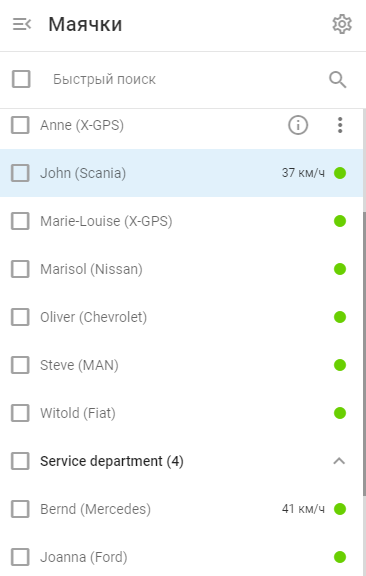 Маячки
Быстрый поиск
Anne (X-GPS)
John (Scania) 37 км/ч
Marie-Louise (X-GPS)
Marisol (Nissan)
Oliver (Chevrolet)
Steve (MAN)
Witold (Fiat)
Service department (4)
Bernd (Mercedes) 41 км/ч
Joanna (Ford)